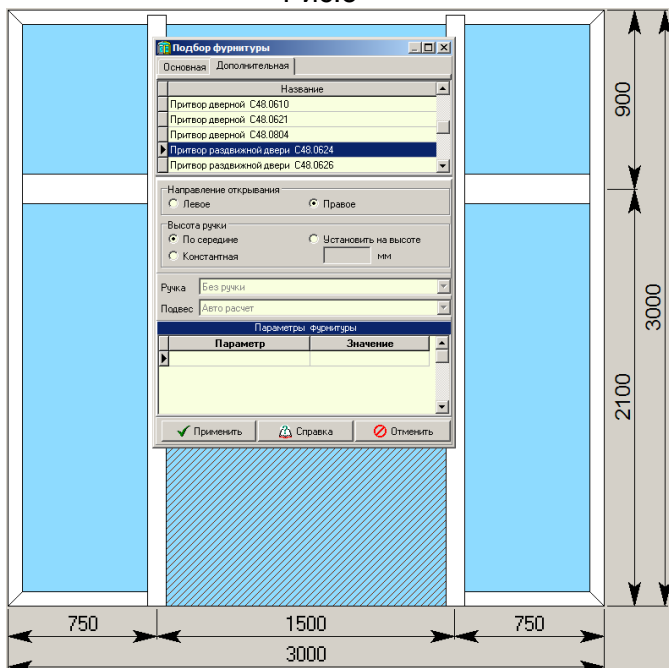 Подбор фурнитуры
Основная Дополнительная
Название
Притвор дверной С48.0610
Притвор дверной С48.0621
Притвор дверной С48.0804
Притвор раздвижной двери С48.0624
Притвор раздвижной двери С48.0626
Направление открывания
Левое Правое
Высота ручки
По середине Установить на высоте
Константная мм
Ручка Без ручки
Подвес Авто расчет
Параметры фурнитуры
Параметр Значение
Применить Справка Отменить
900
3000
2100
750 1500 750
3000